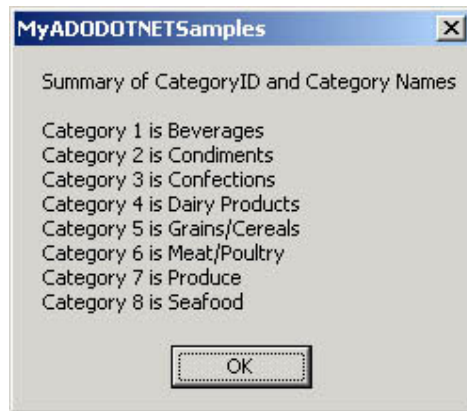 MyADODOTNETSamples
Summary of CategoryID and Category Names
Category 1 is Beverages
Category 2 is Condiments
Category 3 is Confections
Category 4 is Dairy Products
Category 5 is Grains/Cereals
Category 6 is Meat/Poultry
Category 7 is Produce
Category 8 is Seafood
OK